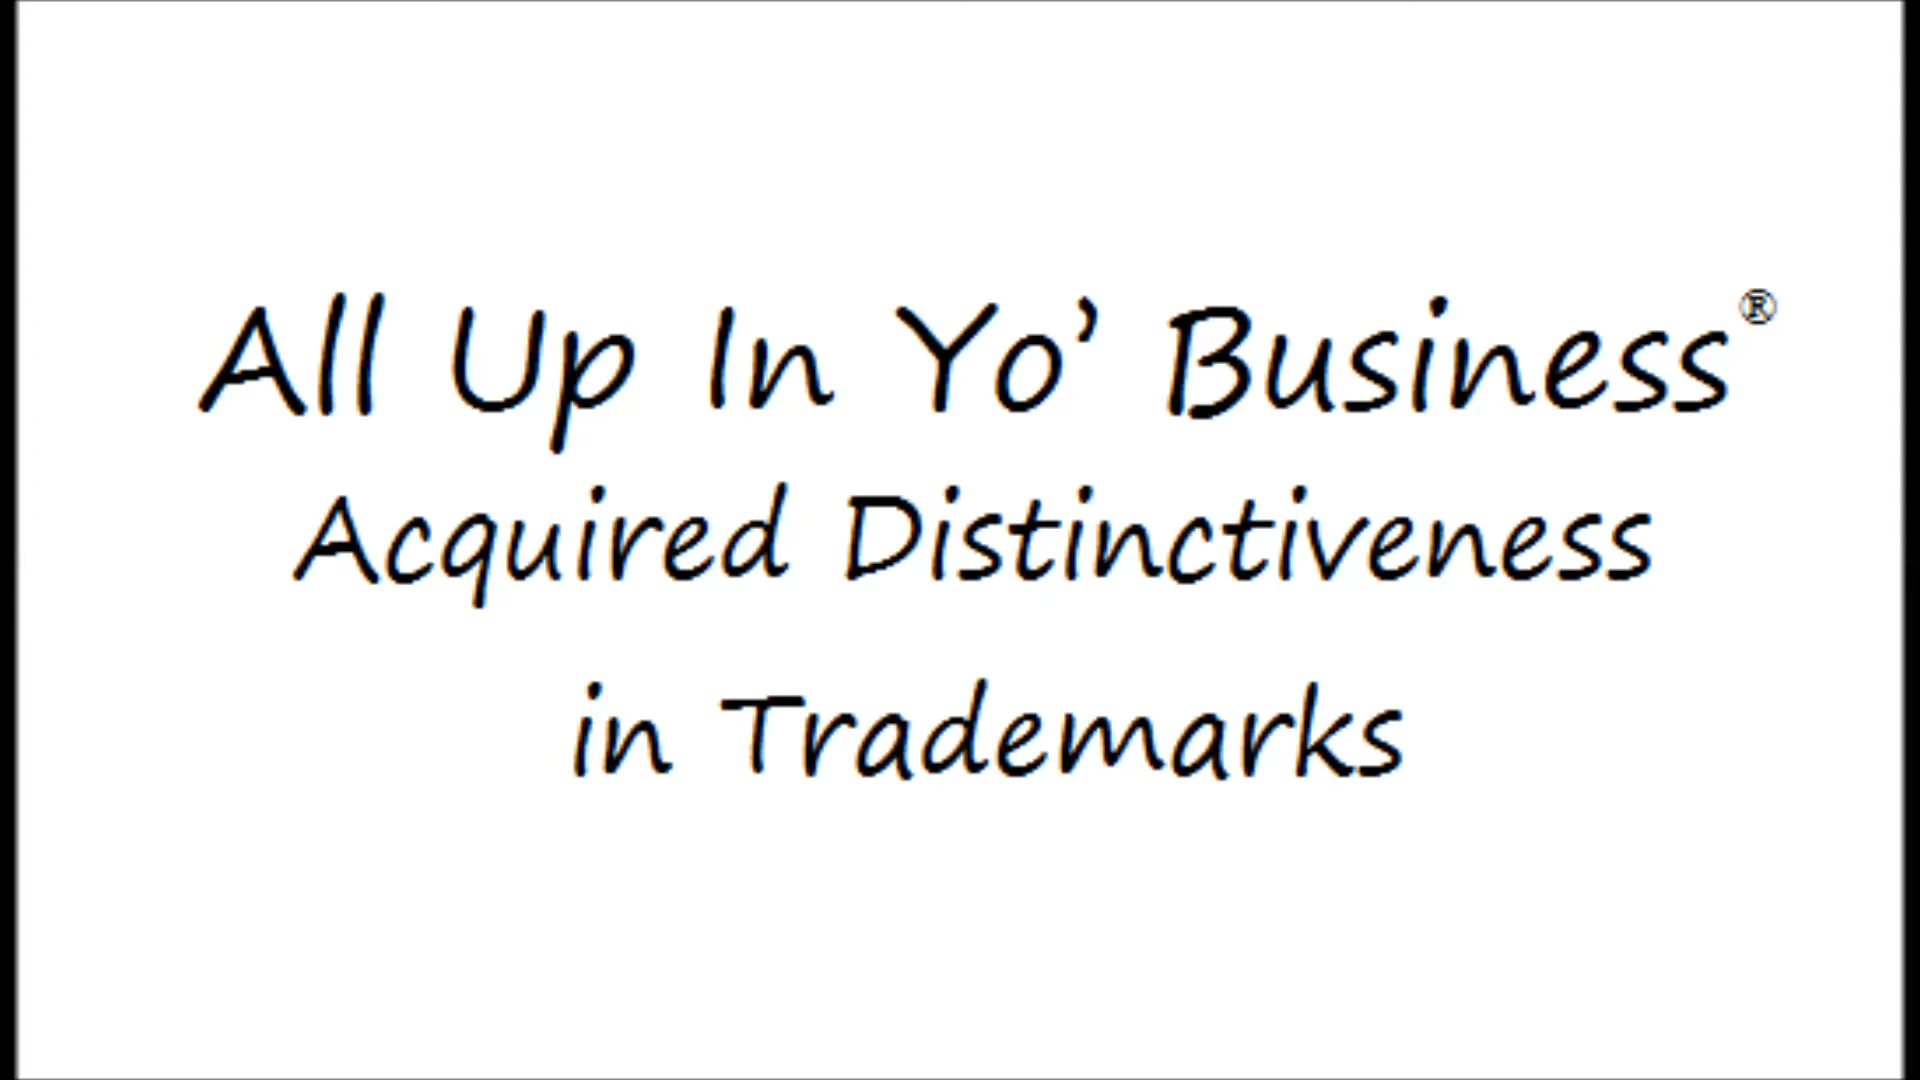 All Up In Yo’ Business®
Acquired Distinctiveness
in Trademarks